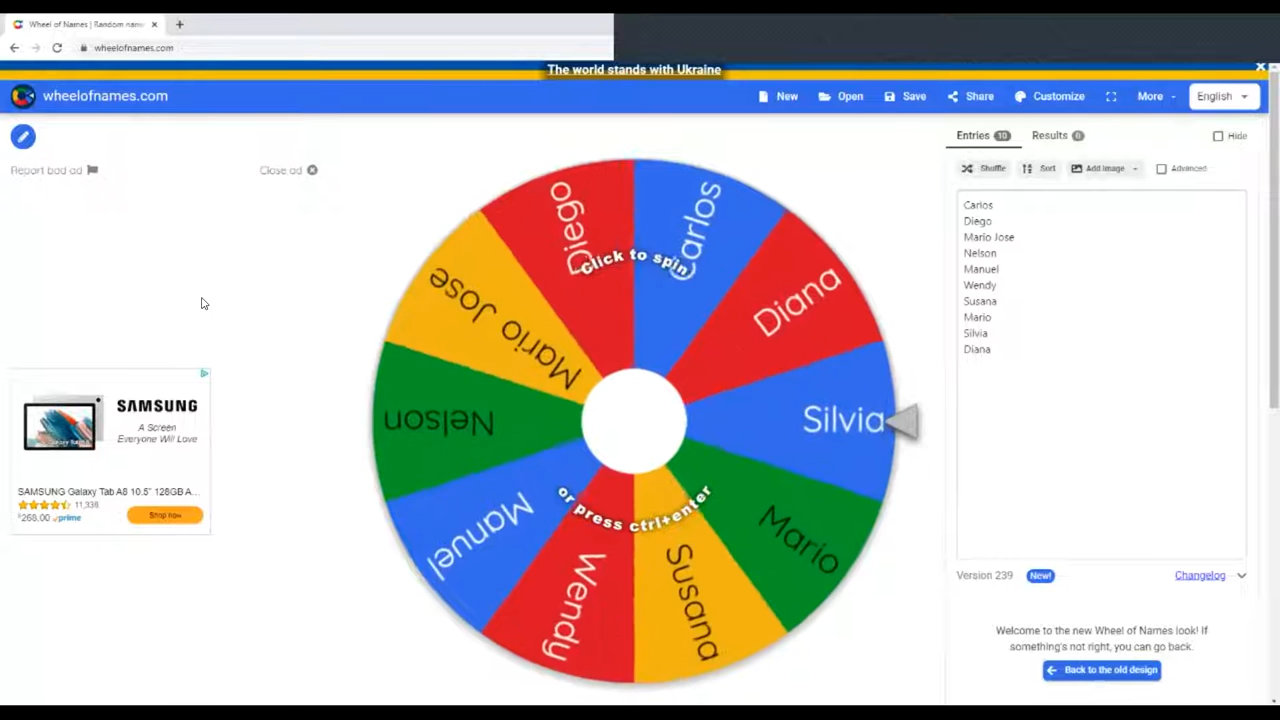 Wheel of Names | Random name
wheelofnames.com
The world stands with Ukraine
wheelofnames.com
New
Open
Save
Share
Customize
More
English
Report bad ad
Close ad
SAMSUNG
A Screen
Everyone Will Love
SAMSUNG Galaxy Tab A8 10.5" 128GB A...
11,336
$268.00 prime
Shop now
Diego
Carlos
Diana
Silvia
Mario
Susana
Wendy
Manuel
Nelson
Mario Jose
Click to spin
or press ctrl+enter
Entries 10
Results 0
Hide
Shuffle
Sort
Add image
Advanced
Carlos
Diego
Mario Jose
Nelson
Manuel
Wendy
Susana
Mario
Silvia
Diana
Version 239 New!
Changelog
Welcome to the new Wheel of Names look! If
something's not right, you can go back.
Back to the old design